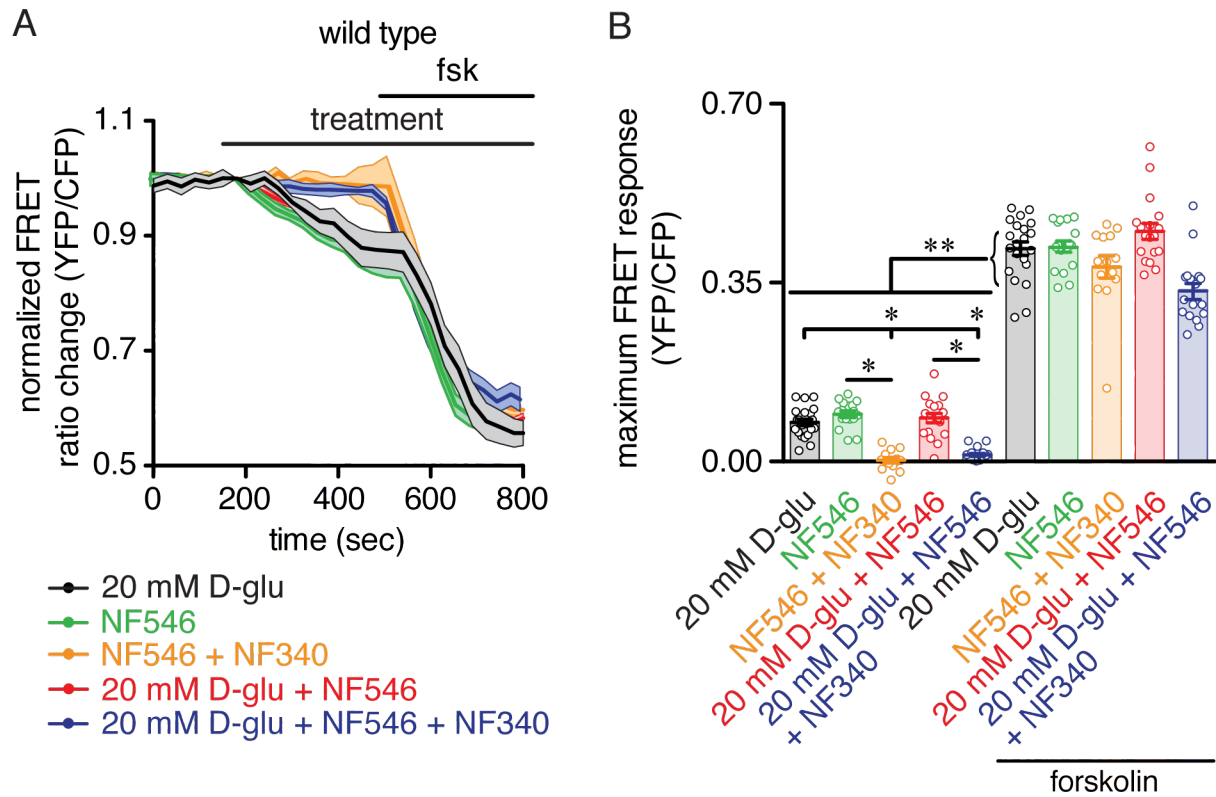 A
wild type
fsk
treatment
normalized FRET
ratio change (YFP/CFP)
1.1
0.9
0.7
0.5
0
200
400
600
800
time (sec)
20 mM D-glu
NF546
NF546 + NF340
20 mM D-glu + NF546
20 mM D-glu + NF546 + NF340
B
maximum FRET response
(YFP/CFP)
0.70
0.35
0.00
**
*
*
*
*
20 mM D-glu
NF546
NF546 + NF340
20 mM D-glu + NF546
20 mM D-glu + NF546
+ NF340
20 mM D-glu
NF546
NF546 + NF340
20 mM D-glu + NF546
20 mM D-glu + NF546
+ NF340
forskolin